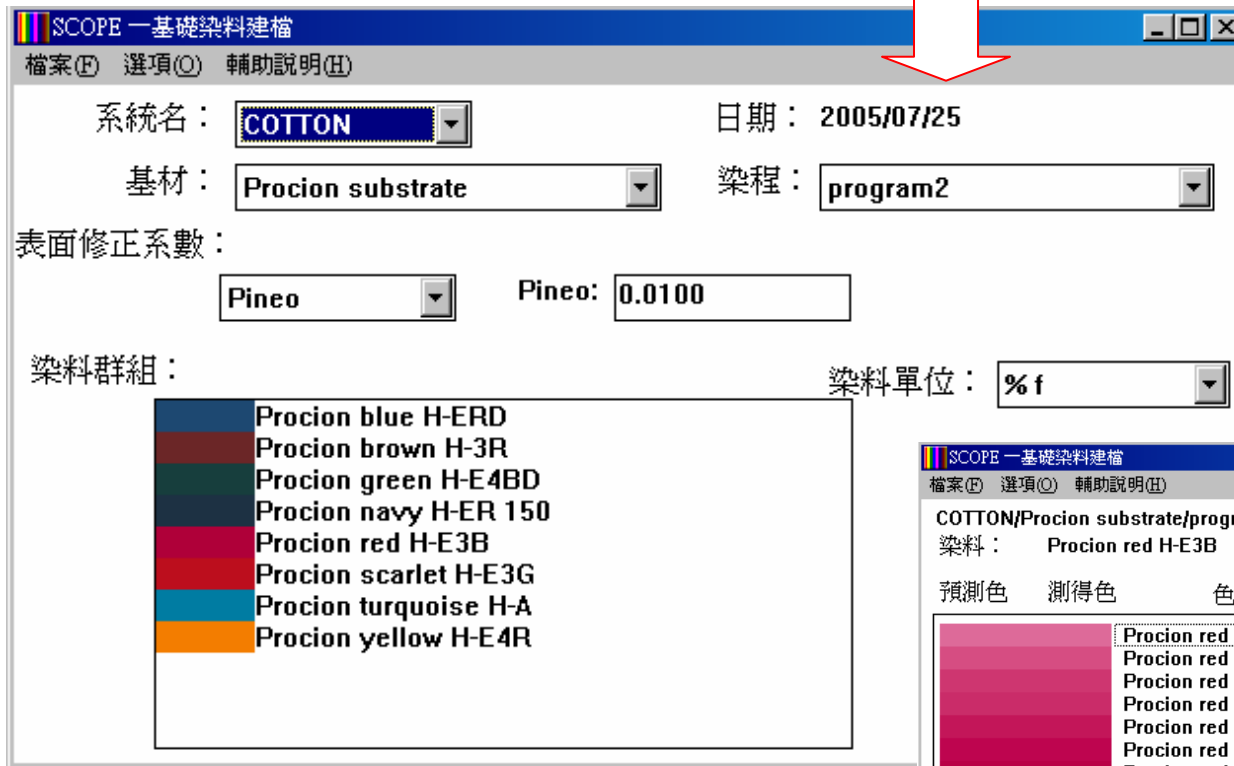 SCOPE 一基礎染料建檔
檔案(F) 選項(O) 輔助說明(H)
系統名： COTTON 日期： 2005/07/25
基材： Procion substrate 染程： program2
表面修正系數：
Pineo Pineo: 0.0100
染料群組：
染料單位： % f
Procion blue H-ERD
Procion brown H-3R
Procion green H-E4BD
Procion navy H-ER 150
Procion red H-E3B
Procion scarlet H-E3G
Procion turquoise H-A
Procion yellow H-E4R
SCOPE 一基礎染料建檔
檔案(F) 選項(O) 輔助說明(H)
COTTON/Procion substrate/progr
染料： Procion red H-E3B
預測色 測得色 色
Procion red
Procion red
Procion red
Procion red
Procion red
Procion red